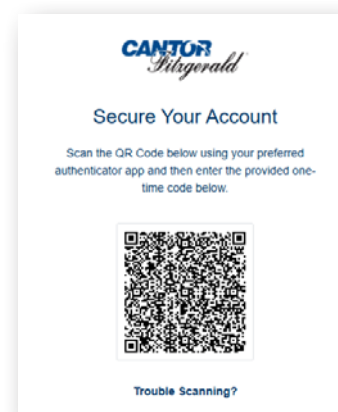 CANTOR
Fitzgerald
Secure Your Account
Scan the QR Code below using your preferred
authenticator app and then enter the provided one-
time code below.
Trouble Scanning?